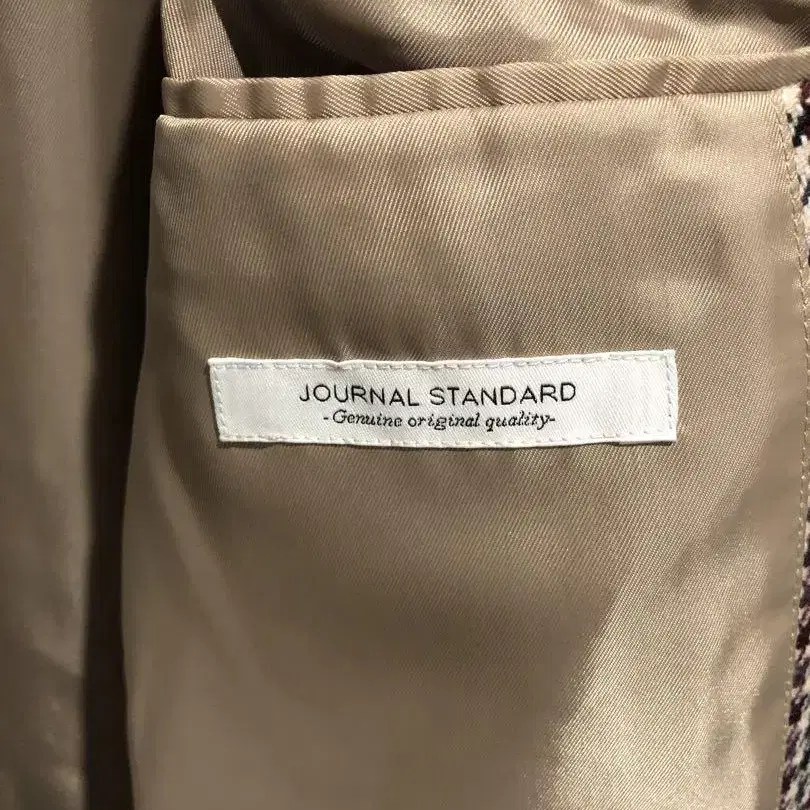 JOURNAL STANDARD
-Genuine original quality-